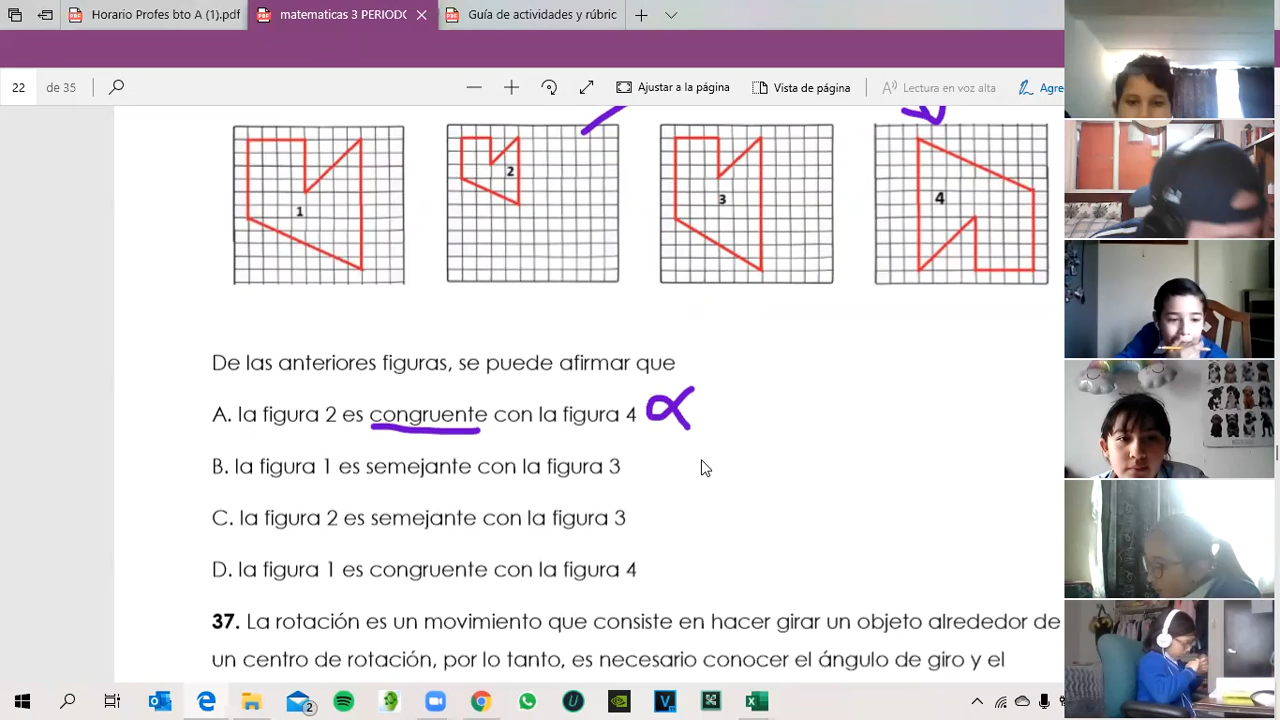 Horario Profes bto A (1).pdf
matematicas 3 PERIODO
Guía de actividades y rúbric
22 de 35
Ajustar a la página
Vista de página
Lectura en voz alta
Agre
1
2
3
4
De las anteriores figuras, se puede afirmar que
A. la figura 2 es congruente con la figura 4
B. la figura 1 es semejante con la figura 3
C. la figura 2 es semejante con la figura 3
D. la figura 1 es congruente con la figura 4
37. La rotación es un movimiento que consiste en hacer girar un objeto alrededor de
un centro de rotación, por lo tanto, es necesario conocer el ángulo de giro y el
2